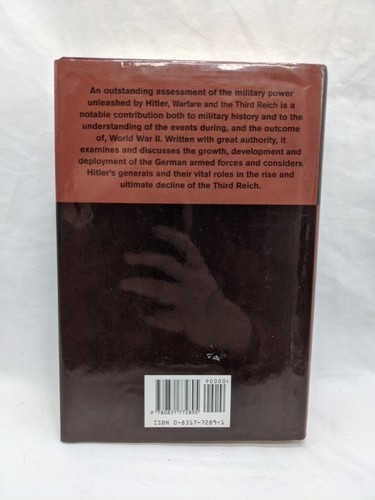 An outstanding assessment of the military power
unleashed by Hitler, Warfare and the Third Reich is a
notable contribution both to military history and to the
understanding of the events during, and the outcome
of, World War II. Written with great authority, it
examines and discusses the growth, development and
deployment of the German armed forces and considers
Hitler's generals and their vital roles in the rise and
ultimate decline of the Third Reich.
90000
9 780831 772895
ISBN 0-8317-7289-1